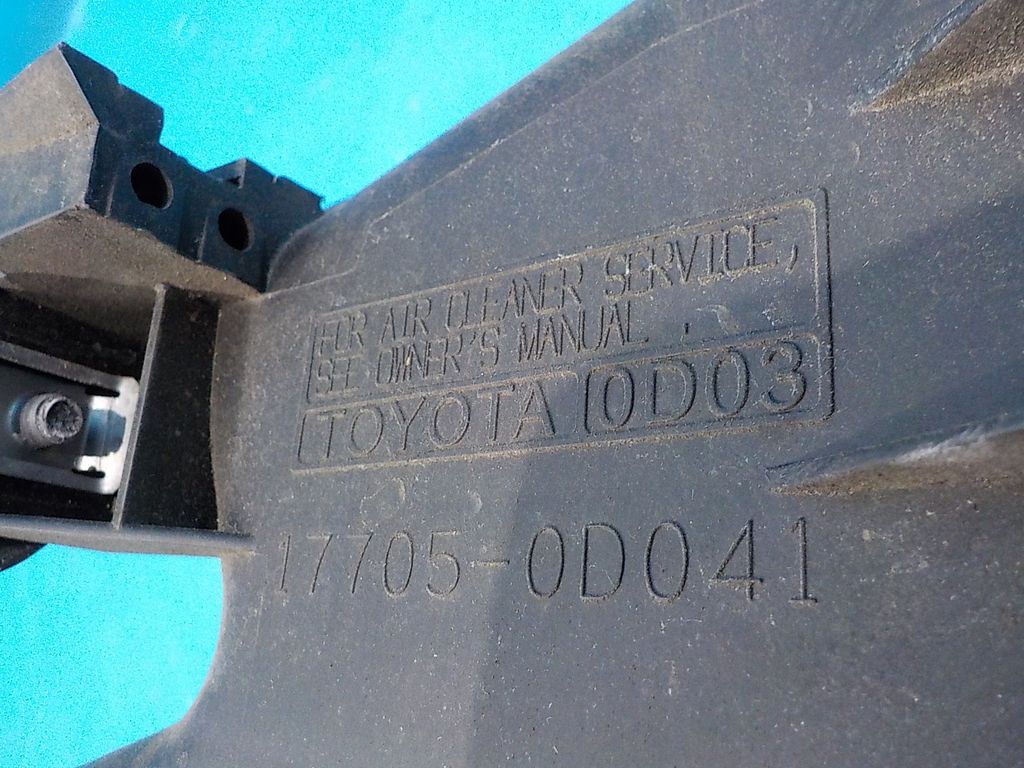 FOR AIR CLEANER SERVICE,
SEE OWNER'S MANUAL.
TOYOTA 0D03
17705-0D041